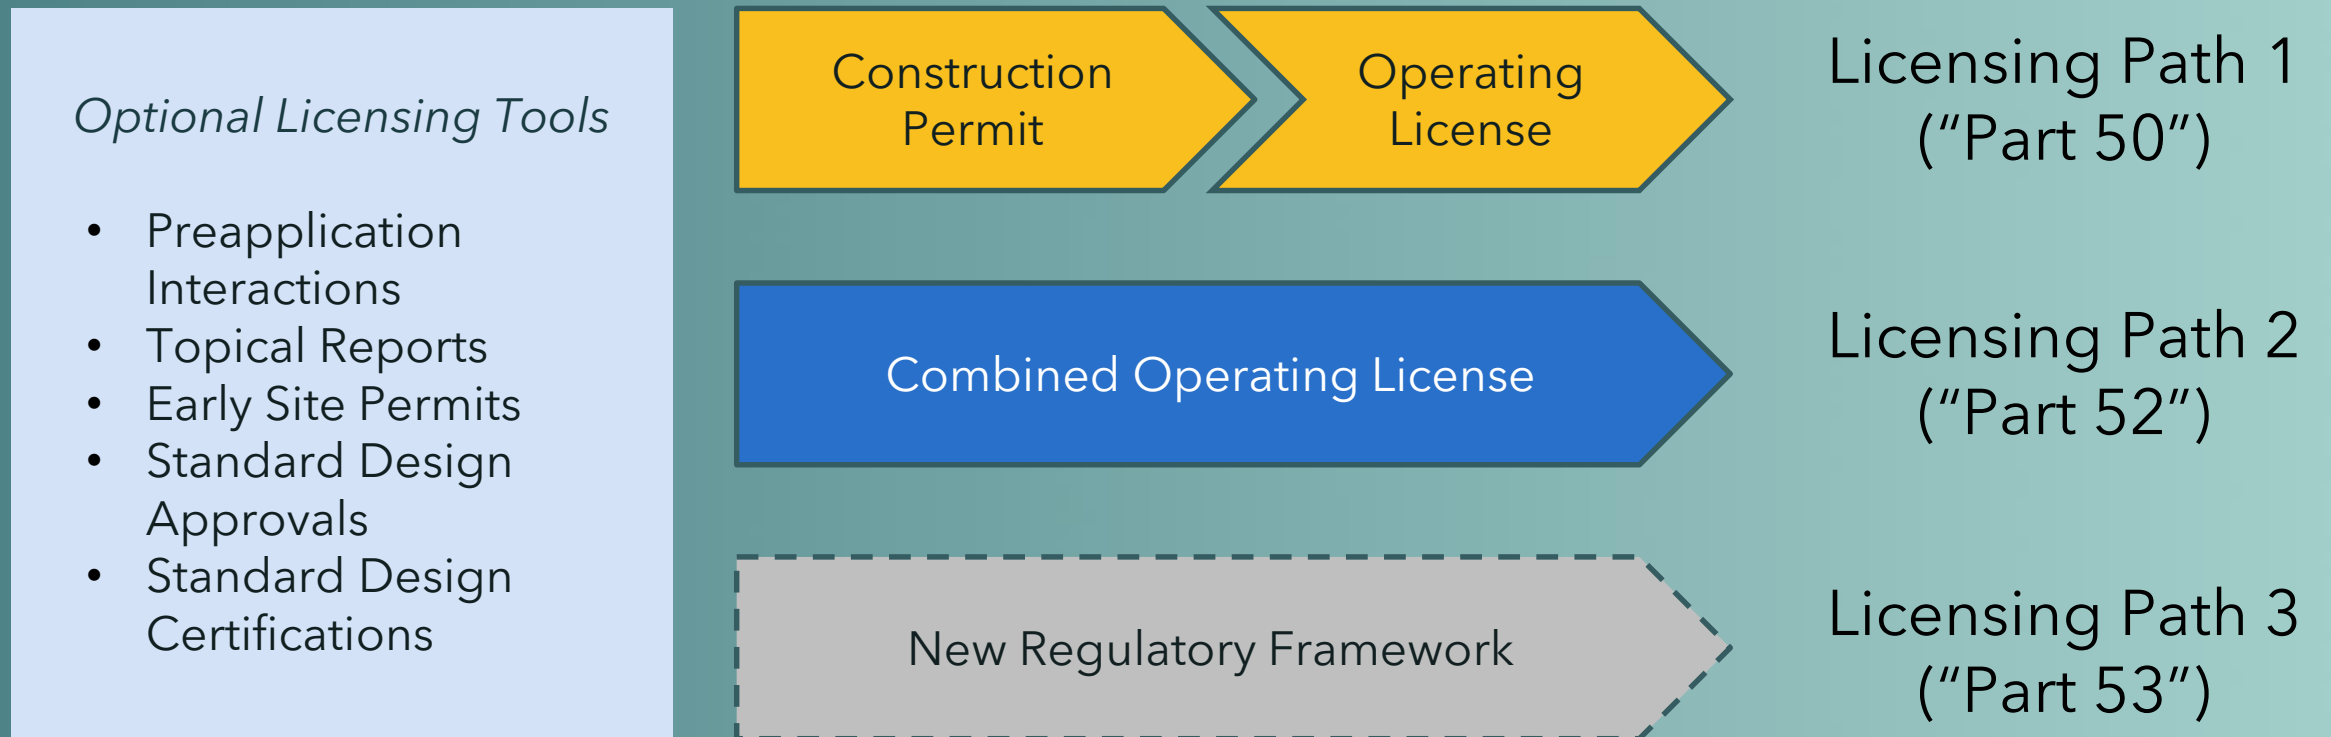 Optional Licensing Tools
• Preapplication
Interactions
• Topical Reports
• Early Site Permits
• Standard Design
Approvals
• Standard Design
Certifications
Construction
Permit
Operating
License
Licensing Path 1
(“Part 50”)
Combined Operating License
Licensing Path 2
(“Part 52”)
New Regulatory Framework
Licensing Path 3
(“Part 53”)